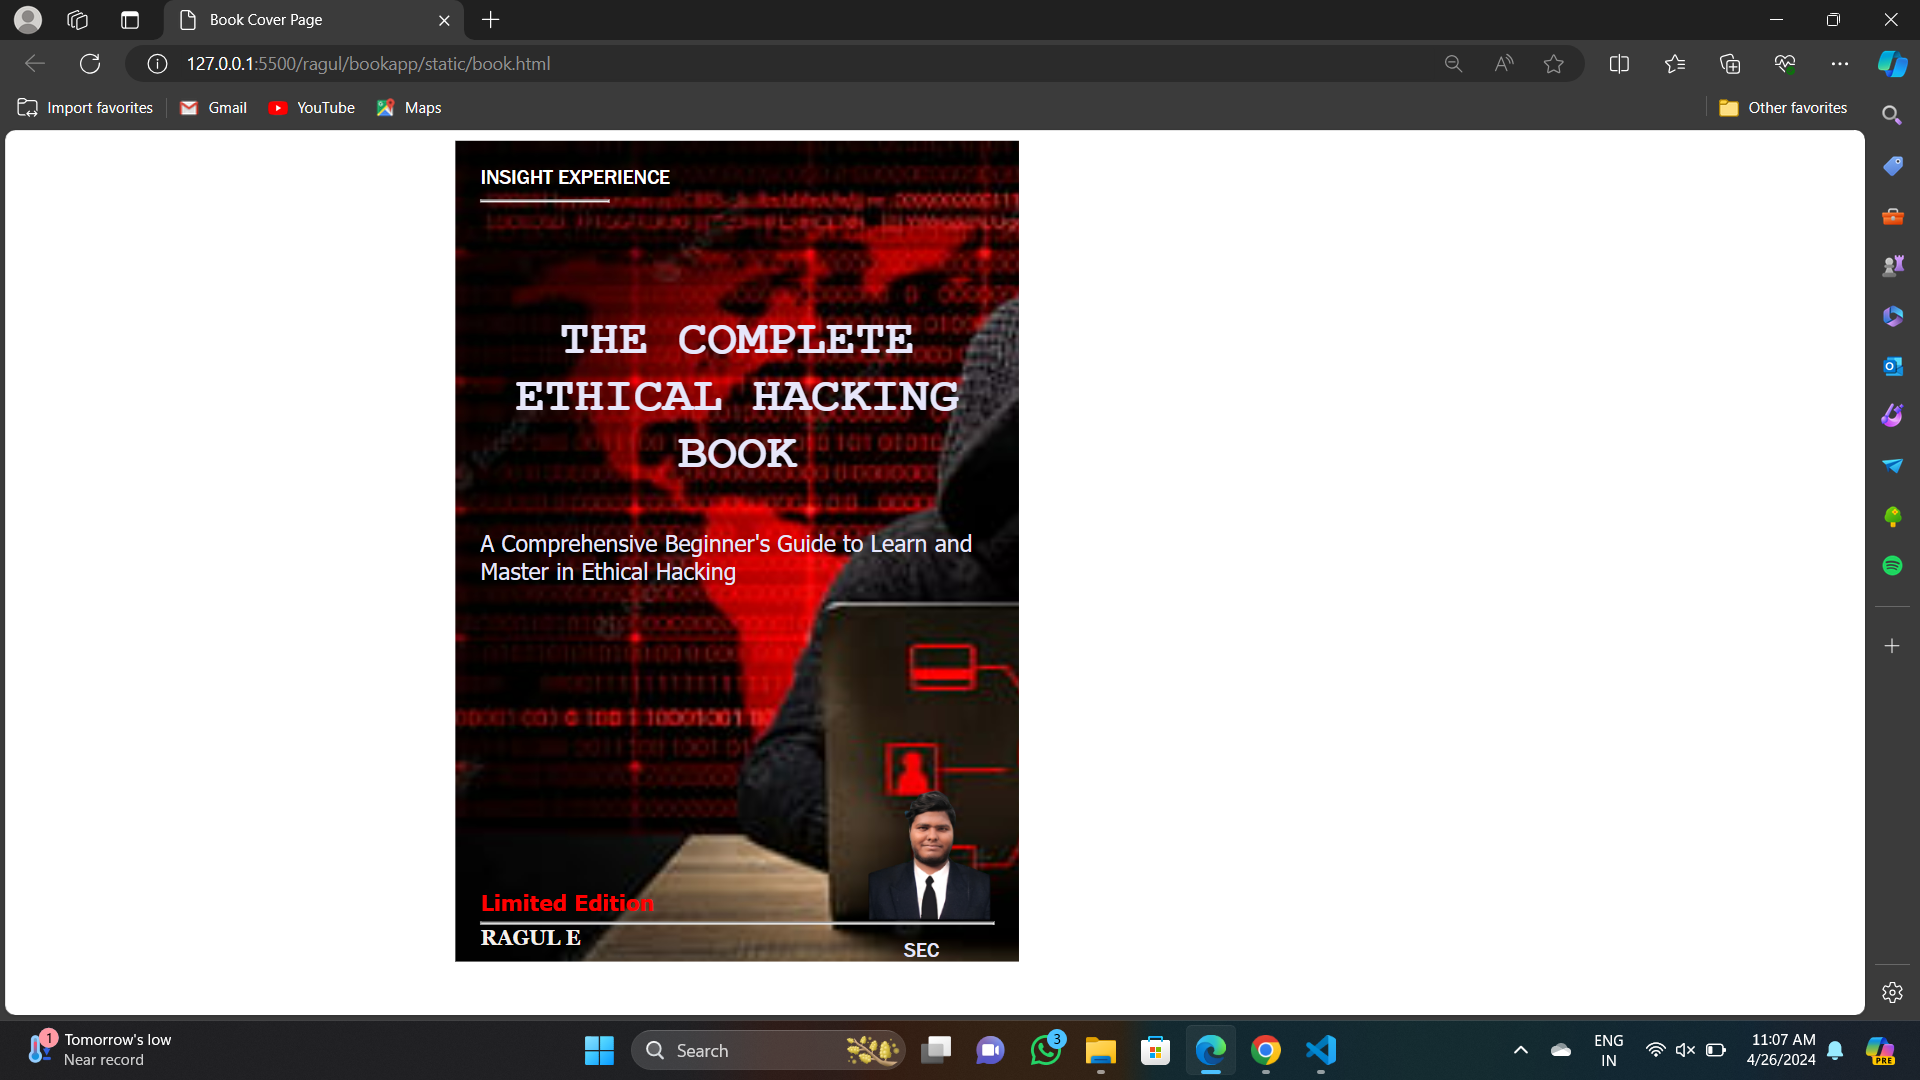 Book Cover Page
127.0.0.1:5500/ragul/bookapp/static/book.html
Import favorites
Gmail
YouTube
Maps
Other favorites
INSIGHT EXPERIENCE
THE COMPLETE
ETHICAL HACKING
BOOK
A Comprehensive Beginner's Guide to Learn and
Master in Ethical Hacking
Limited Edition
RAGUL E
SEC
1
Tomorrow's low
Near record
Search
3
ENG
IN
11:07 AM
4/26/2024
PRE